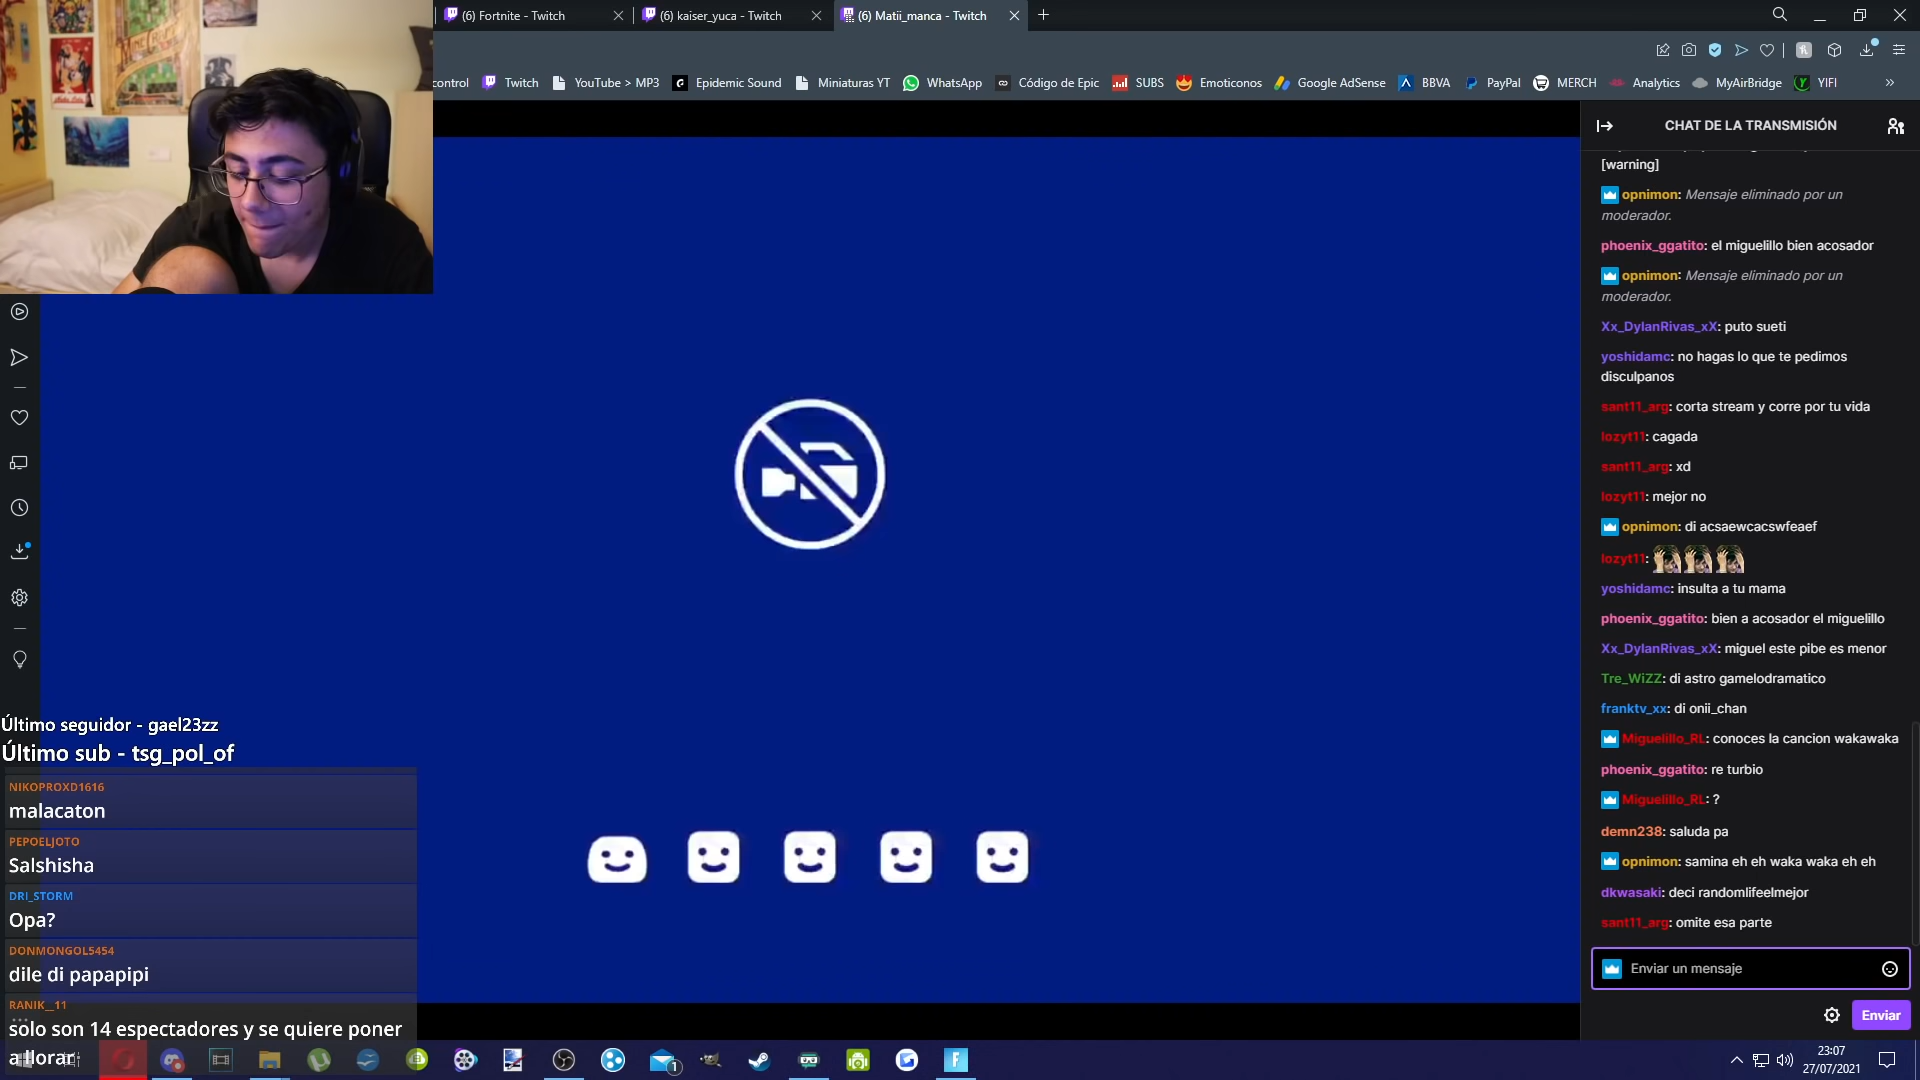 (6) Fortnite - Twitch
(6) kaiser_yuca - Twitch
(6) Matii_manca - Twitch
control
Twitch
YouTube > MP3
Epidemic Sound
Miniaturas YT
WhatsApp
Código de Epic
SUBS
Emoticonos
Google AdSense
BBVA
PayPal
MERCH
Analytics
MyAirBridge
YIFI
»
CHAT DE LA TRANSMISIÓN
[warning]
opnimon: Mensaje eliminado por un
moderador.
phoenix_ggatito: el miguelillo bien acosador
opnimon: Mensaje eliminado por un
moderador.
Xx_DylanRivas_xX: puto sueti
yoshidamc: no hagas lo que te pedimos
disculpanos
sant11_arg: corta stream y corre por tu vida
lozyt11: cagada
sant11_arg: xd
lozyt11: mejor no
opnimon: di acsaewcacswfeaef
lozyt11:
yoshidamc: insulta a tu mama
phoenix_ggatito: bien a acosador el miguelillo
Xx_DylanRivas_xX: miguel este pibe es menor
Tre_WiZZ: di astro gamelodramatico
franktv_xx: di onii_chan
Miguelillo_RL: conoces la cancion wakawaka
phoenix_ggatito: re turbio
Miguelillo_RL: ?
demn238: saluda pa
opnimon: samina eh eh waka waka eh eh
dkwasaki: deci randomlifeelmejor
sant11_arg: omite esa parte
Enviar un mensaje
Enviar
Último seguidor - gael23zz
Último sub - tsg_pol_of
NIKOPROXD1616
malacaton
PEPOELJOTO
Salshisha
DRI_STORM
Opa?
DONMONGOL5454
dile di papapipi
RANIK__11
solo son 14 espectadores y se quiere poner
a llorar
1
23:07
27/07/2021